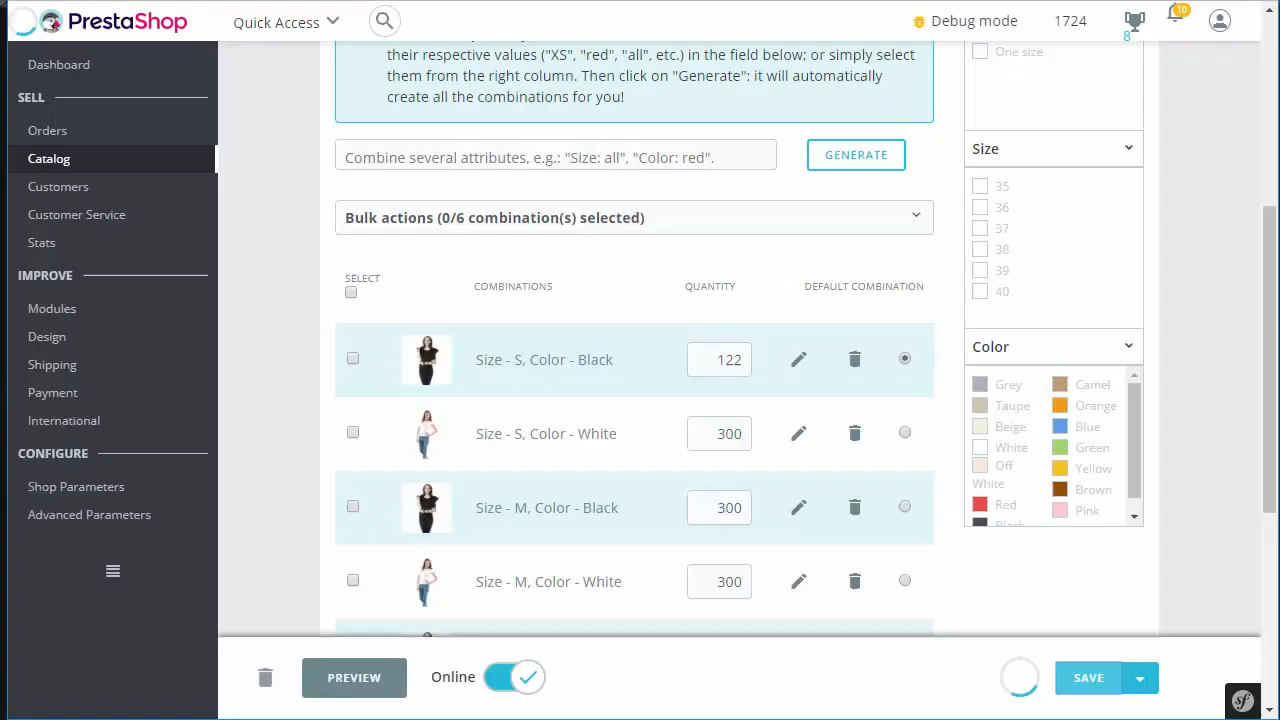 PrestaShop
Quick Access
Debug mode
1724
8
10
Dashboard
SELL
Orders
Catalog
Customers
Customer Service
Stats
IMPROVE
Modules
Design
Shipping
Payment
International
CONFIGURE
Shop Parameters
Advanced Parameters
their respective values ("XS", "red", "all", etc.) in the field below; or simply select
them from the right column. Then click on "Generate": it will automatically
create all the combinations for you!
Combine several attributes, e.g.: "Size: all", "Color: red".
GENERATE
Bulk actions (0/6 combination(s) selected)
SELECT
COMBINATIONS
QUANTITY
DEFAULT COMBINATION
Size - S, Color - Black
122
Size - S, Color - White
300
Size - M, Color - Black
300
Size - M, Color - White
300
One size
Size
35
36
37
38
39
40
Color
Grey
Taupe
Beige
White
Off
White
Red
Black
Camel
Orange
Blue
Green
Yellow
Brown
Pink
PREVIEW
Online
SAVE
sf